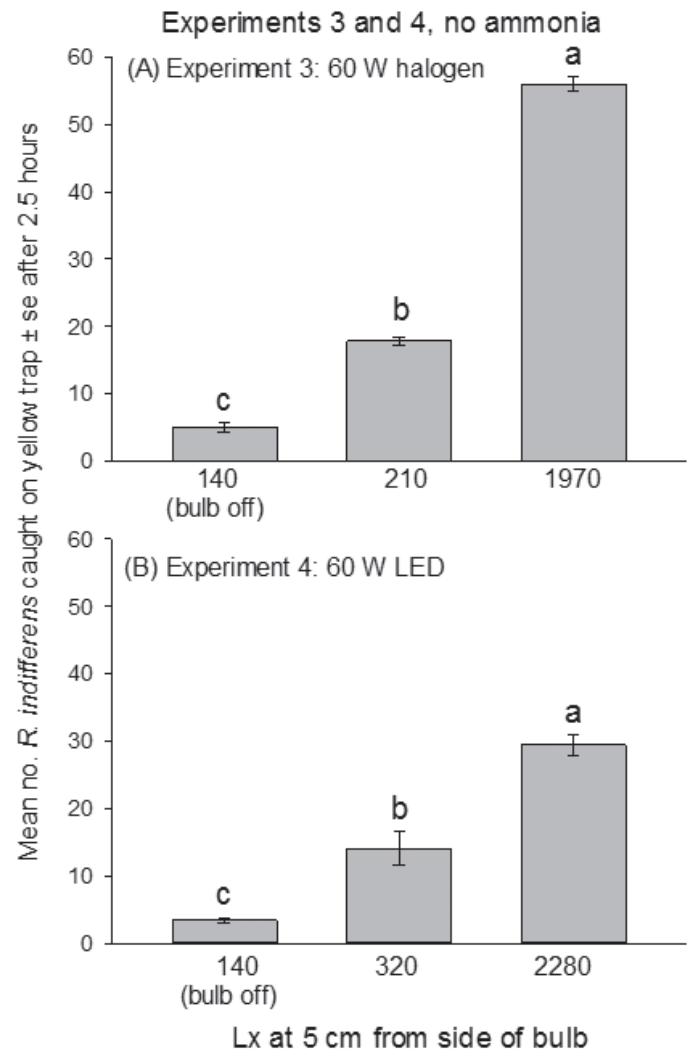 Experiments 3 and 4, no ammonia
Mean no. R. indifferens caught on yellow trap ± se after 2.5 hours
(A) Experiment 3: 60 W halogen
60
50
40
30
20
10
0
c
b
a
140
210
1970
(bulb off)
(B) Experiment 4: 60 W LED
60
50
40
30
20
10
0
c
b
a
140
320
2280
(bulb off)
Lx at 5 cm from side of bulb